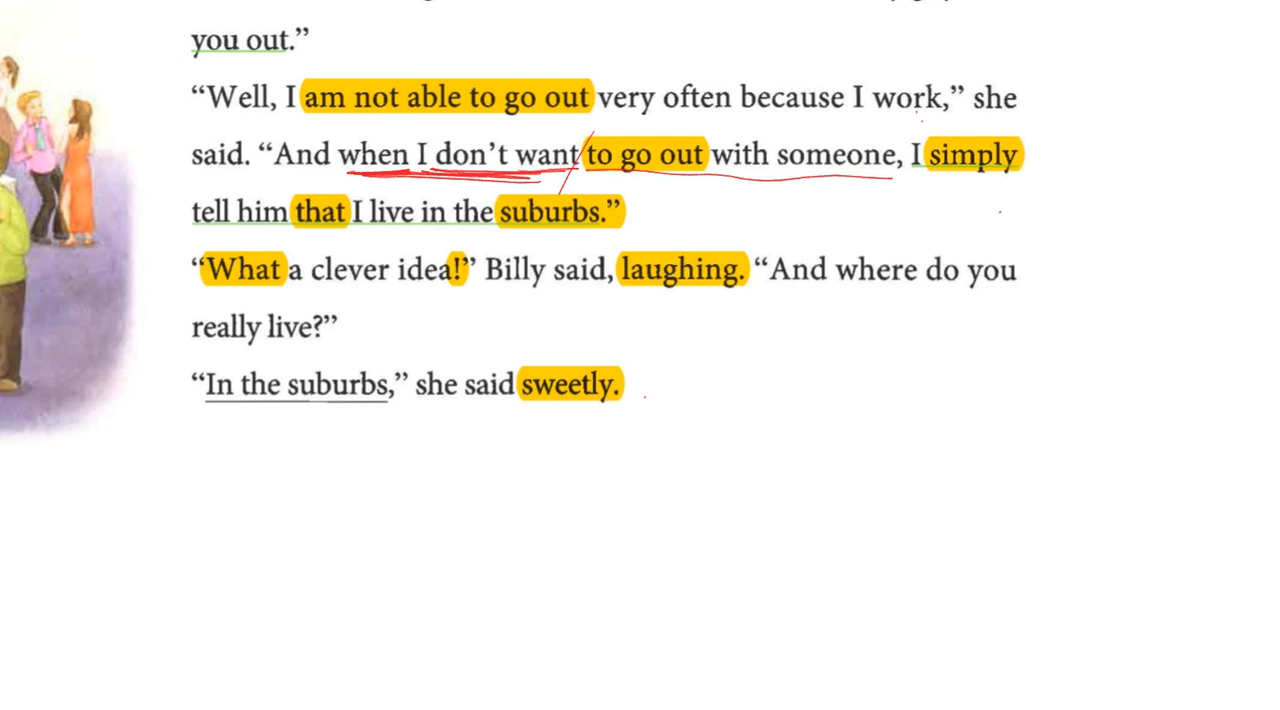 you out.”
“Well, I am not able to go out very often because I work,” she
said. “And when I don’t want to go out with someone, I simply
tell him that I live in the suburbs.”
“What a clever idea!” Billy said, laughing. “And where do you
really live?”
“In the suburbs,” she said sweetly.